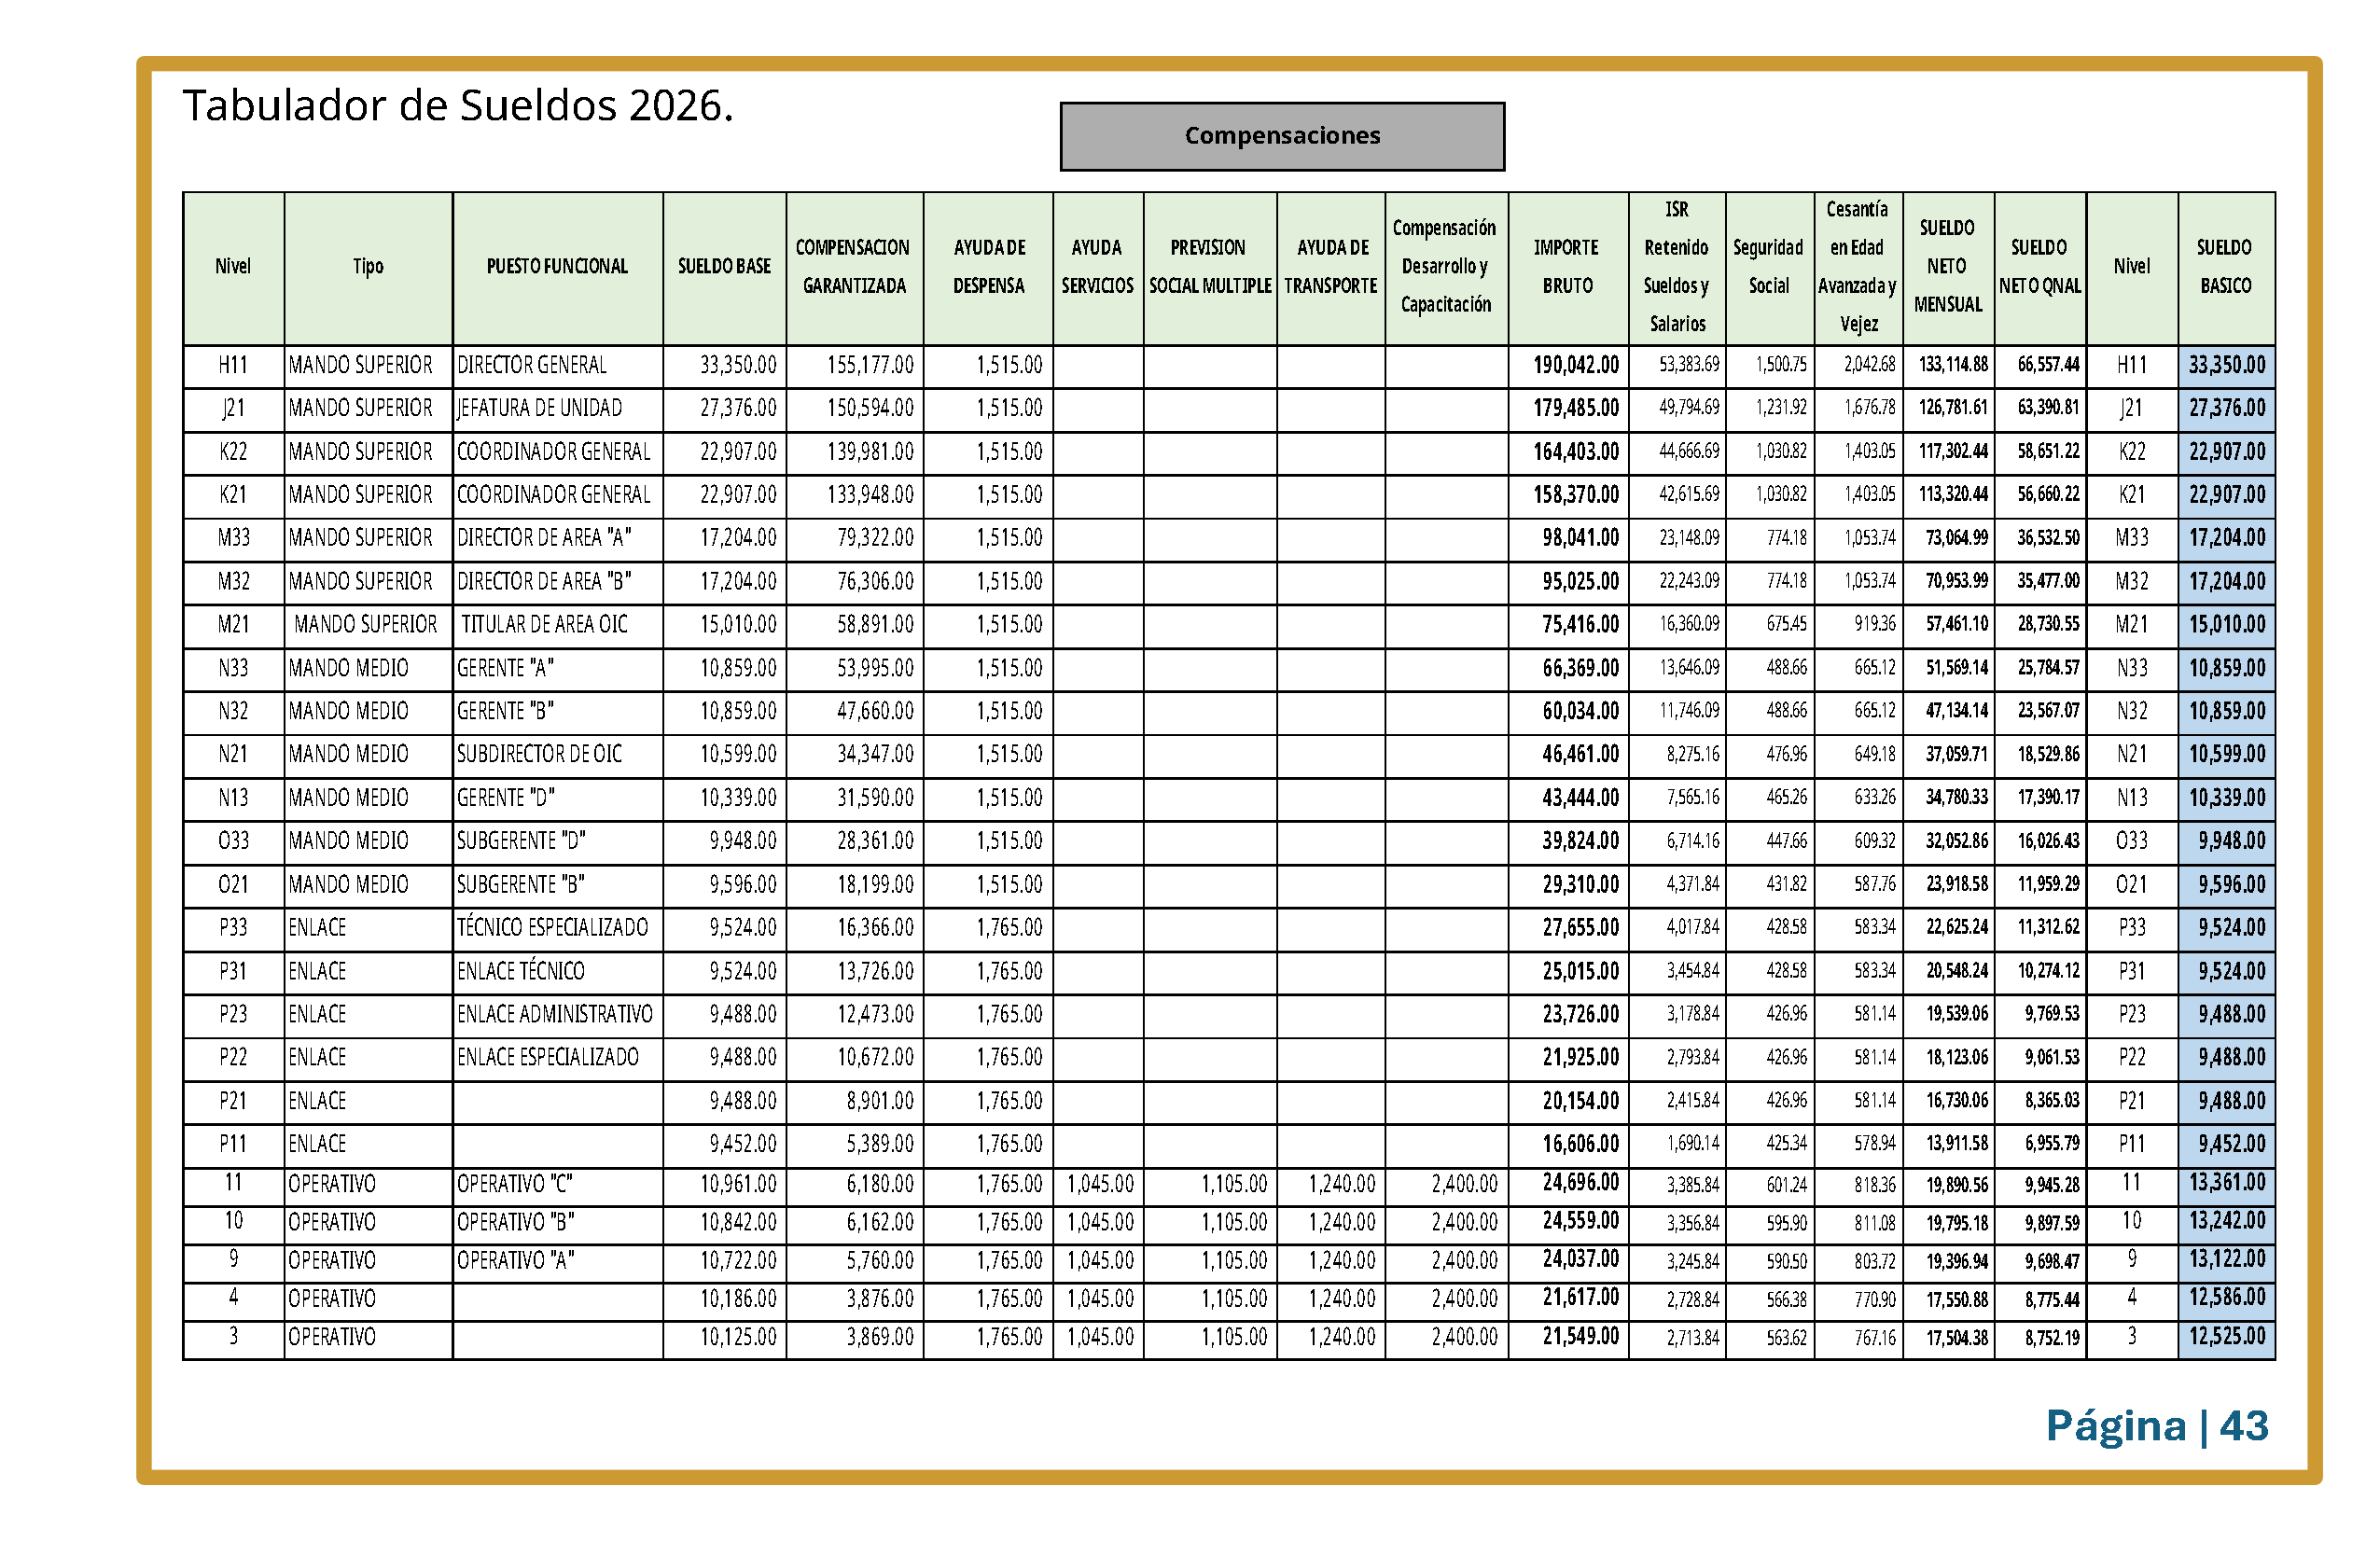 Tabulador de Sueldos 2026.
Compensaciones
Nivel Tipo PUESTO FUNCIONAL SUELDO BASE COMPENSACION GARANTIZADA AYUDA DE DESPENSA AYUDA SERVICIOS PREVISION SOCIAL MULTIPLE AYUDA DE TRANSPORTE Compensación Desarrollo y Capacitación IMPORTE BRUTO ISR Retenido Sueldos y Salarios Seguridad Social Cesantía en Edad Avanzada y Vejez SUELDO NETO MENSUAL SUELDO NETO QNAL Nivel SUELDO BASICO
H11 MANDO SUPERIOR DIRECTOR GENERAL 33,350.00 155,177.00 1,515.00 190,042.00 53,383.69 1,500.75 2,042.68 133,114.88 66,557.44 H11 33,350.00
J21 MANDO SUPERIOR JEFATURA DE UNIDAD 27,376.00 150,594.00 1,515.00 179,485.00 49,794.69 1,231.92 1,676.78 126,781.61 63,390.81 J21 27,376.00
K22 MANDO SUPERIOR COORDINADOR GENERAL 22,907.00 139,981.00 1,515.00 164,403.00 44,666.69 1,030.82 1,403.05 117,302.44 58,651.22 K22 22,907.00
K21 MANDO SUPERIOR COORDINADOR GENERAL 22,907.00 133,948.00 1,515.00 158,370.00 42,615.69 1,030.82 1,403.05 113,320.44 56,660.22 K21 22,907.00
M33 MANDO SUPERIOR DIRECTOR DE AREA "A" 17,204.00 79,322.00 1,515.00 98,041.00 23,148.09 774.18 1,053.74 73,064.99 36,532.50 M33 17,204.00
M32 MANDO SUPERIOR DIRECTOR DE AREA "B" 17,204.00 76,306.00 1,515.00 95,025.00 22,243.09 774.18 1,053.74 70,953.99 35,477.00 M32 17,204.00
M21 MANDO SUPERIOR TITULAR DE AREA OIC 15,010.00 58,891.00 1,515.00 75,416.00 16,360.09 675.45 919.36 57,461.10 28,730.55 M21 15,010.00
N33 MANDO MEDIO GERENTE "A" 10,859.00 53,995.00 1,515.00 66,369.00 13,646.09 488.66 665.12 51,569.14 25,784.57 N33 10,859.00
N32 MANDO MEDIO GERENTE "B" 10,859.00 47,660.00 1,515.00 60,034.00 11,746.09 488.66 665.12 47,134.14 23,567.07 N32 10,859.00
N21 MANDO MEDIO SUBDIRECTOR DE OIC 10,599.00 34,347.00 1,515.00 46,461.00 8,275.16 476.96 649.18 37,059.71 18,529.86 N21 10,599.00
N13 MANDO MEDIO GERENTE "D" 10,339.00 31,590.00 1,515.00 43,444.00 7,565.16 465.26 633.26 34,780.33 17,390.17 N13 10,339.00
O33 MANDO MEDIO SUBGERENTE "D" 9,948.00 28,361.00 1,515.00 39,824.00 6,714.16 447.66 609.32 32,052.86 16,026.43 O33 9,948.00
O21 MANDO MEDIO SUBGERENTE "B" 9,596.00 18,199.00 1,515.00 29,310.00 4,371.84 431.82 587.76 23,918.58 11,959.29 O21 9,596.00
P33 ENLACE TÉCNICO ESPECIALIZADO 9,524.00 16,366.00 1,765.00 27,655.00 4,017.84 428.58 583.34 22,625.24 11,312.62 P33 9,524.00
P31 ENLACE ENLACE TÉCNICO 9,524.00 13,726.00 1,765.00 25,015.00 3,454.84 428.58 583.34 20,548.24 10,274.12 P31 9,524.00
P23 ENLACE ENLACE ADMINISTRATIVO 9,488.00 12,473.00 1,765.00 23,726.00 3,178.84 426.96 581.14 19,539.06 9,769.53 P23 9,488.00
P22 ENLACE ENLACE ESPECIALIZADO 9,488.00 10,672.00 1,765.00 21,925.00 2,793.84 426.96 581.14 18,123.06 9,061.53 P22 9,488.00
P21 ENLACE 9,488.00 8,901.00 1,765.00 20,154.00 2,415.84 426.96 581.14 16,730.06 8,365.03 P21 9,488.00
P11 ENLACE 9,452.00 5,389.00 1,765.00 16,606.00 1,690.14 425.34 578.94 13,911.58 6,955.79 P11 9,452.00
11 OPERATIVO OPERATIVO "C" 10,961.00 6,180.00 1,765.00 1,045.00 1,105.00 1,240.00 2,400.00 24,696.00 3,385.84 601.24 818.36 19,890.56 9,945.28 11 13,361.00
10 OPERATIVO OPERATIVO "B" 10,842.00 6,162.00 1,765.00 1,045.00 1,105.00 1,240.00 2,400.00 24,559.00 3,356.84 595.90 811.08 19,795.18 9,897.59 10 13,242.00
9 OPERATIVO OPERATIVO "A" 10,722.00 5,760.00 1,765.00 1,045.00 1,105.00 1,240.00 2,400.00 24,037.00 3,245.84 590.50 803.72 19,396.94 9,698.47 9 13,122.00
4 OPERATIVO 10,186.00 3,876.00 1,765.00 1,045.00 1,105.00 1,240.00 2,400.00 21,617.00 2,728.84 566.38 770.90 17,550.88 8,775.44 4 12,586.00
3 OPERATIVO 10,125.00 3,869.00 1,765.00 1,045.00 1,105.00 1,240.00 2,400.00 21,549.00 2,713.84 563.62 767.16 17,504.38 8,752.19 3 12,525.00
Página | 43